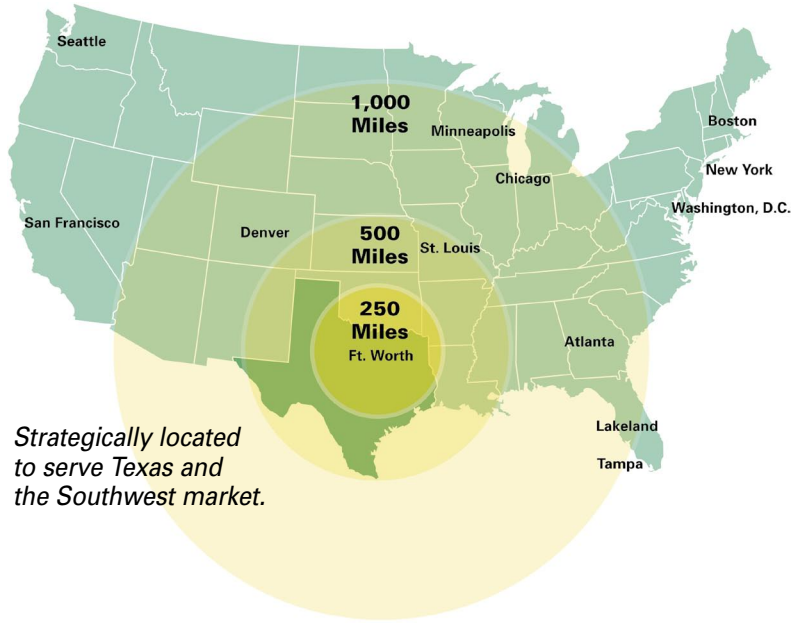 Seattle
1,000
Miles
Minneapolis
Boston
Chicago
New York
Washington, D.C.
San Francisco
Denver
500
Miles
St. Louis
250
Miles
Ft. Worth
Atlanta
Lakeland
Tampa
Strategically located
to serve Texas and
the Southwest market.